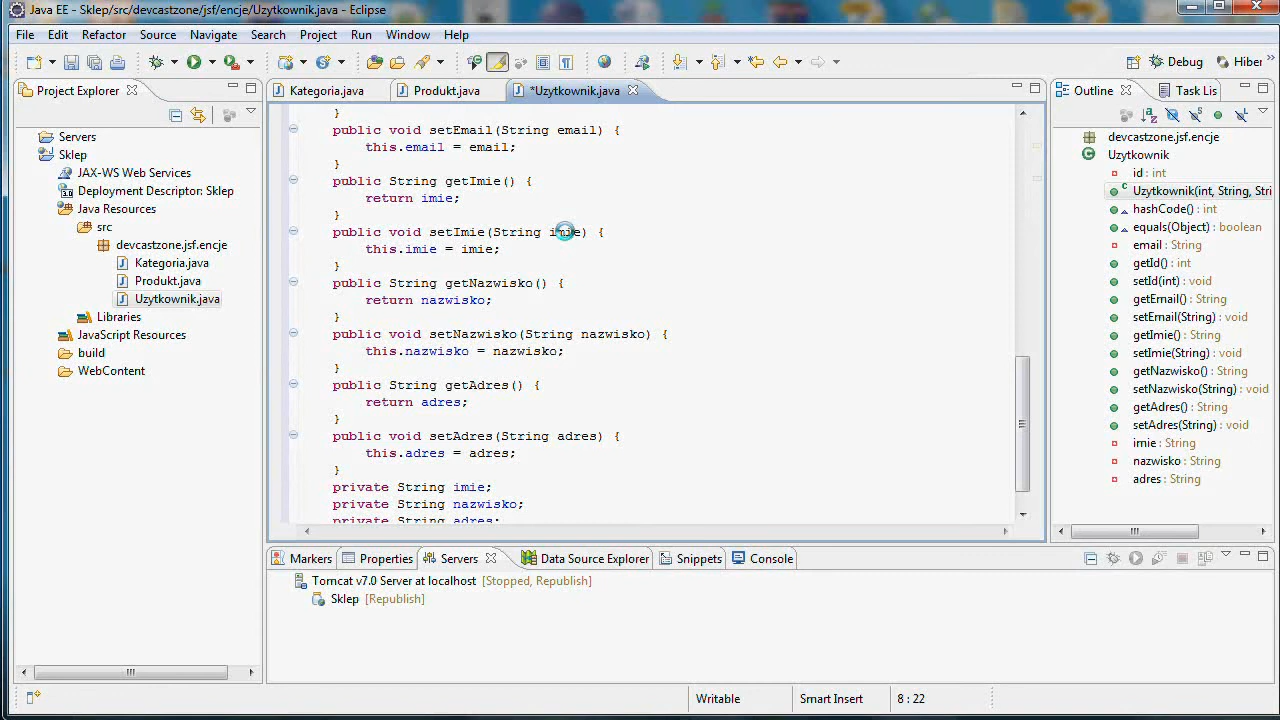 Java EE - Sklep/src/devcastzone/jsf/encje/Uzytkownik.java - Eclipse
File Edit Refactor Source Navigate Search Project Run Window Help
Debug Hiber
Project Explorer
Servers
Sklep
JAX-WS Web Services
Deployment Descriptor: Sklep
Java Resources
src
devcastzone.jsf.encje
Kategoria.java
Produkt.java
Uzytkownik.java
Libraries
JavaScript Resources
build
WebContent
Kategoria.java Produkt.java *Uzytkownik.java
}
public void setEmail(String email) {
this.email = email;
}
public String getImie() {
return imie;
}
public void setImie(String imie) {
this.imie = imie;
}
public String getNazwisko() {
return nazwisko;
}
public void setNazwisko(String nazwisko) {
this.nazwisko = nazwisko;
}
public String getAdres() {
return adres;
}
public void setAdres(String adres) {
this.adres = adres;
}
private String imie;
private String nazwisko;
private String adres;
Outline Task Lis
devcastzone.jsf.encje
Uzytkownik
id : int
Uzytkownik(int, String, Stri
hashCode() : int
equals(Object) : boolean
email : String
getId() : int
setId(int) : void
getEmail() : String
setEmail(String) : void
getImie() : String
setImie(String) : void
getNazwisko() : String
setNazwisko(String) : void
getAdres() : String
setAdres(String) : void
imie : String
nazwisko : String
adres : String
Markers Properties Servers Data Source Explorer Snippets Console
Tomcat v7.0 Server at localhost [Stopped, Republish]
Sklep [Republish]
Writable Smart Insert 8 : 22